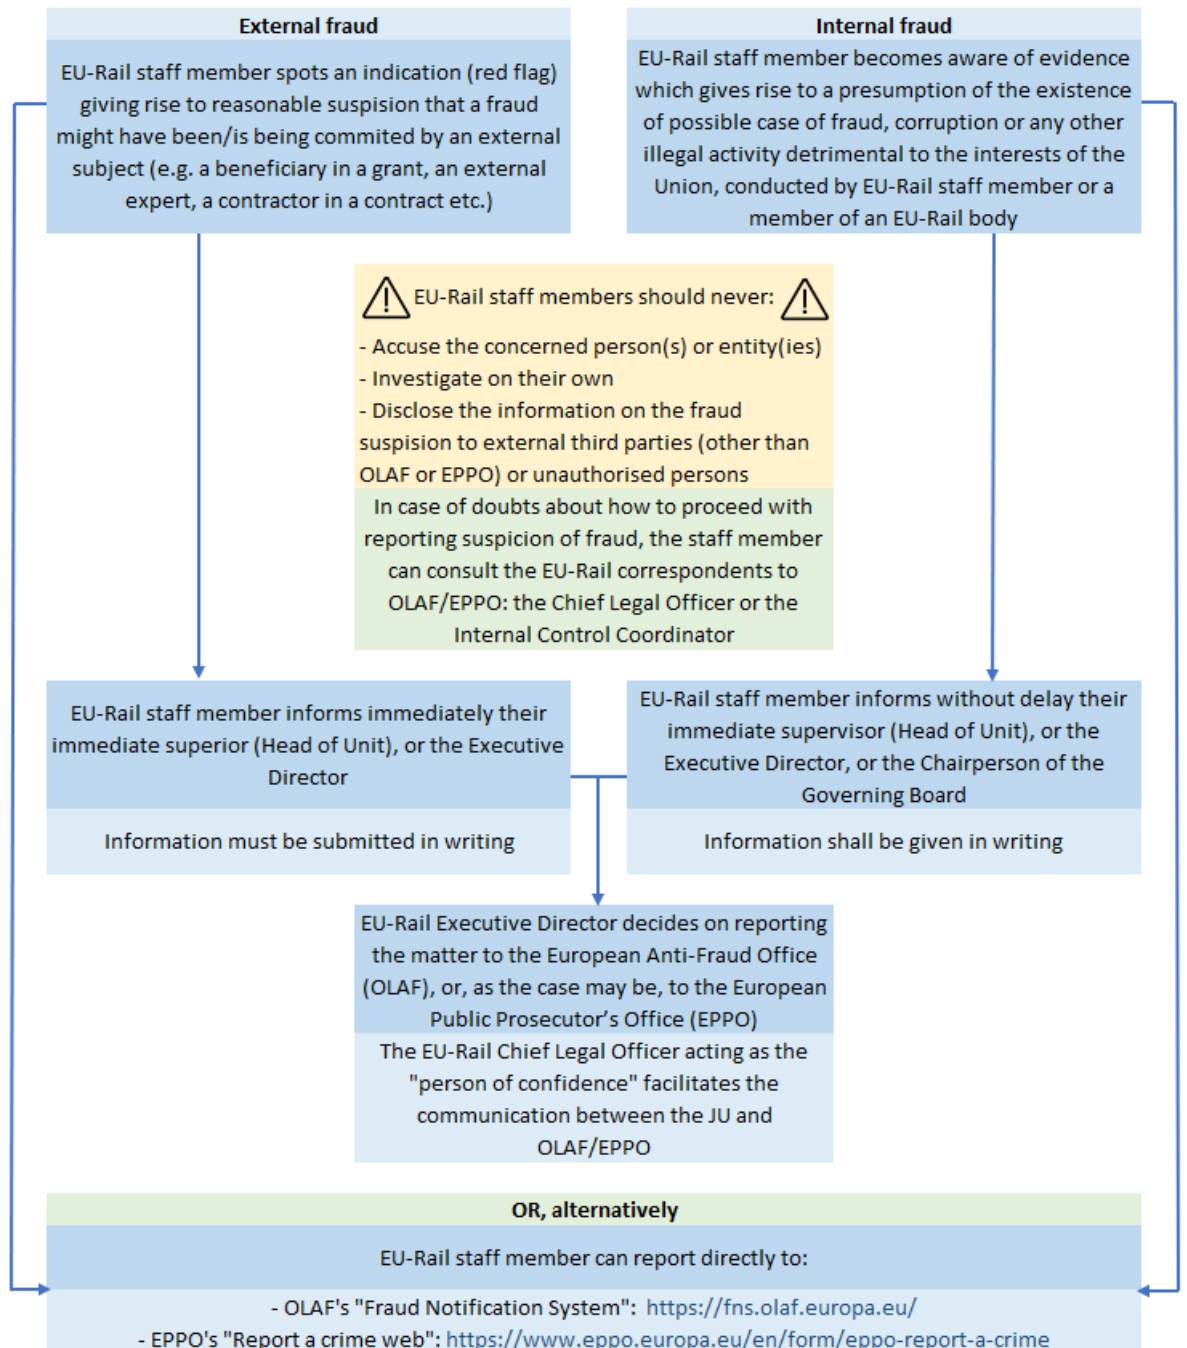 External fraud
EU-Rail staff member spots an indication (red flag)
giving rise to reasonable suspision that a fraud
might have been/is being commited by an external
subject (e.g. a beneficiary in a grant, an external
expert, a contractor in a contract etc.)
Internal fraud
EU-Rail staff member becomes aware of evidence
which gives rise to a presumption of the existence
of possible case of fraud, corruption or any other
illegal activity detrimental to the interests of the
Union, conducted by EU-Rail staff member or a
member of an EU-Rail body
EU-Rail staff members should never:
- Accuse the concerned person(s) or entity(ies)
- Investigate on their own
- Disclose the information on the fraud
suspision to external third parties (other than
OLAF or EPPO) or unauthorised persons
In case of doubts about how to proceed with
reporting suspicion of fraud, the staff member
can consult the EU-Rail correspondents to
OLAF/EPPO: the Chief Legal Officer or the
Internal Control Coordinator
EU-Rail staff member informs immediately their
immediate superior (Head of Unit), or the Executive
Director
Information must be submitted in writing
EU-Rail staff member informs without delay their
immediate supervisor (Head of Unit), or the
Executive Director, or the Chairperson of the
Governing Board
Information shall be given in writing
EU-Rail Executive Director decides on reporting
the matter to the European Anti-Fraud Office
(OLAF), or, as the case may be, to the European
Public Prosecutor's Office (EPPO)
The EU-Rail Chief Legal Officer acting as the
"person of confidence" facilitates the
communication between the JU and
OLAF/EPPO
OR, alternatively
EU-Rail staff member can report directly to:
- OLAF's "Fraud Notification System": https://fns.olaf.europa.eu/
- EPPO's "Report a crime web": https://www.eppo.europa.eu/en/form/eppo-report-a-crime